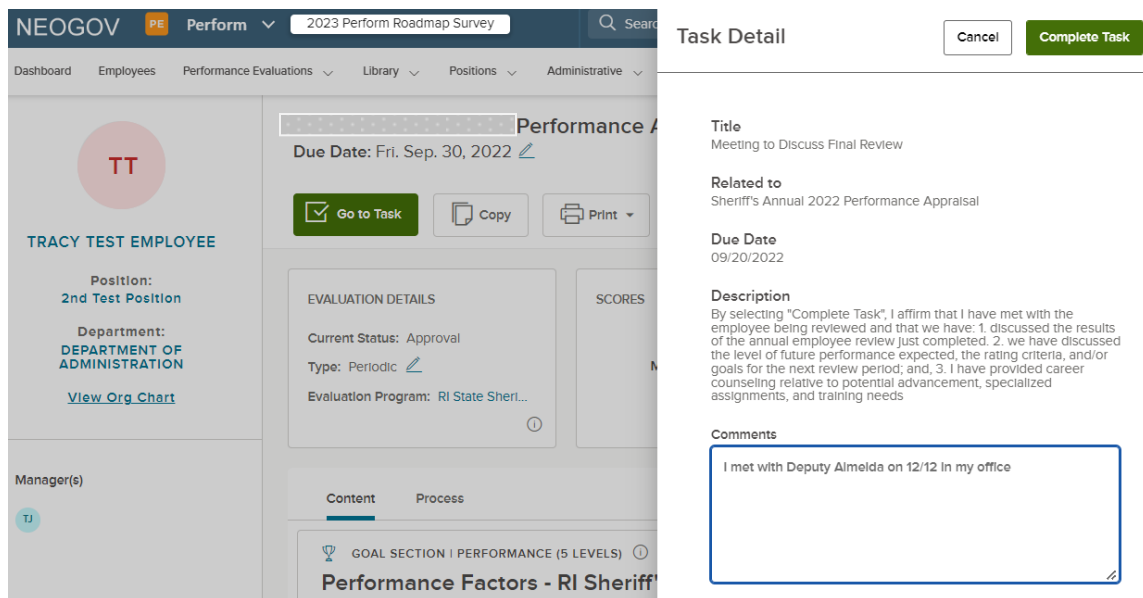 NEOGOV PE Perform 2023 Perform Roadmap Survey Searc
Dashboard Employees Performance Evaluations Library Positions Administrative
TT
TRACY TEST EMPLOYEE
Position:
2nd Test Position
Department:
DEPARTMENT OF
ADMINISTRATION
View Org Chart
Manager(s)
TJ
Performance A
Due Date: Fri. Sep. 30, 2022
Go to Task Copy Print
EVALUATION DETAILS
Current Status: Approval
Type: Periodic
Evaluation Program: RI State Sheri...
SCORES
M
Content Process
GOAL SECTION | PERFORMANCE (5 LEVELS)
Performance Factors - RI Sheriff'
Task Detail
Cancel Complete Task
Title
Meeting to Discuss Final Review
Related to
Sheriff's Annual 2022 Performance Appraisal
Due Date
09/20/2022
Description
By selecting "Complete Task", I affirm that I have met with the
employee being reviewed and that we have: 1. discussed the results
of the annual employee review just completed. 2. we have discussed
the level of future performance expected, the rating criteria, and/or
goals for the next review period; and, 3. I have provided career
counseling relative to potential advancement, specialized
assignments, and training needs
Comments
I met with Deputy Almeida on 12/12 in my office